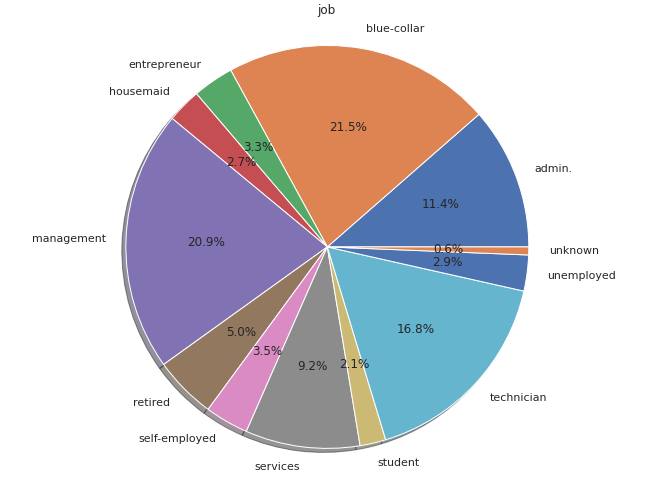 job
blue-collar
entrepreneur
housemaid
21.5%
3.3%
2.7%
admin.
11.4%
management
20.9%
0.6%
unknown
2.9%
unemployed
5.0%
16.8%
3.5%
9.2%
2.1%
retired
technician
self-employed
services
student